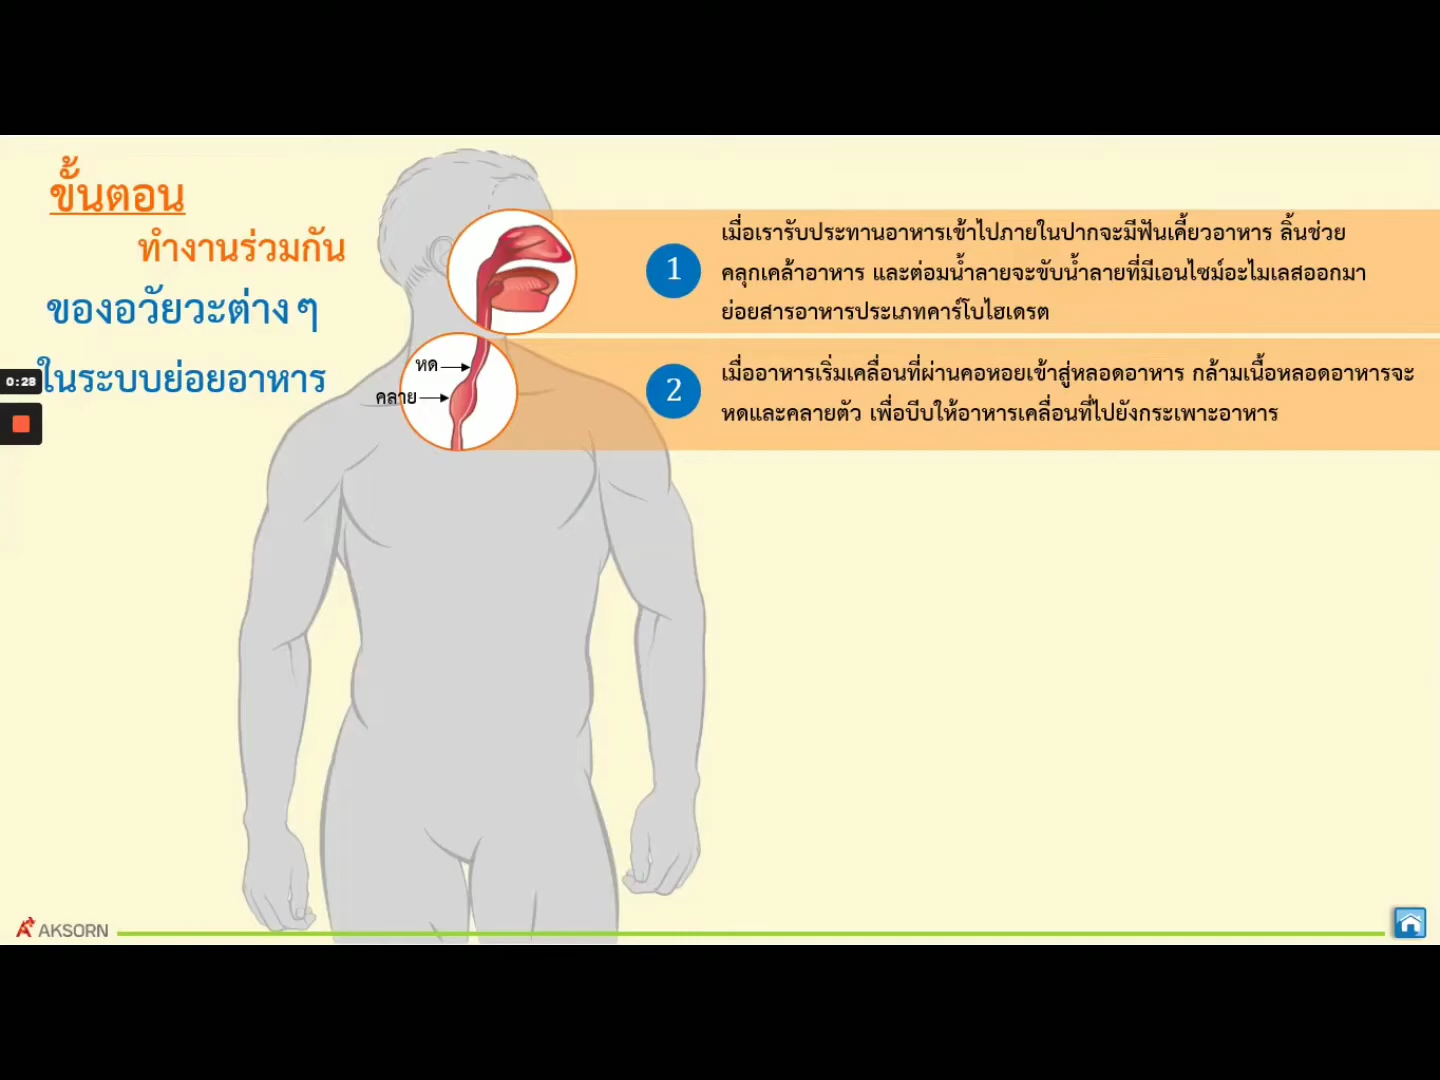 ขั้นตอน
ทำงานร่วมกัน
ของอวัยวะต่าง ๆ
ในระบบย่อยอาหาร
0:28
1
เมื่อเรารับประทานอาหารเข้าไปภายในปากจะมีฟันเคี้ยวอาหาร ลิ้นช่วย
คลุกเคล้าอาหาร และต่อมน้ำลายจะขับน้ำลายที่มีเอนไซม์อะไมเลสออกมา
ย่อยสารอาหารประเภทคาร์โบไฮเดรต
หด
คลาย
2
เมื่ออาหารเริ่มเคลื่อนที่ผ่านคอหอยเข้าสู่หลอดอาหาร กล้ามเนื้อหลอดอาหารจะ
หดและคลายตัว เพื่อบีบให้อาหารเคลื่อนที่ไปยังกระเพาะอาหาร
AKSORN